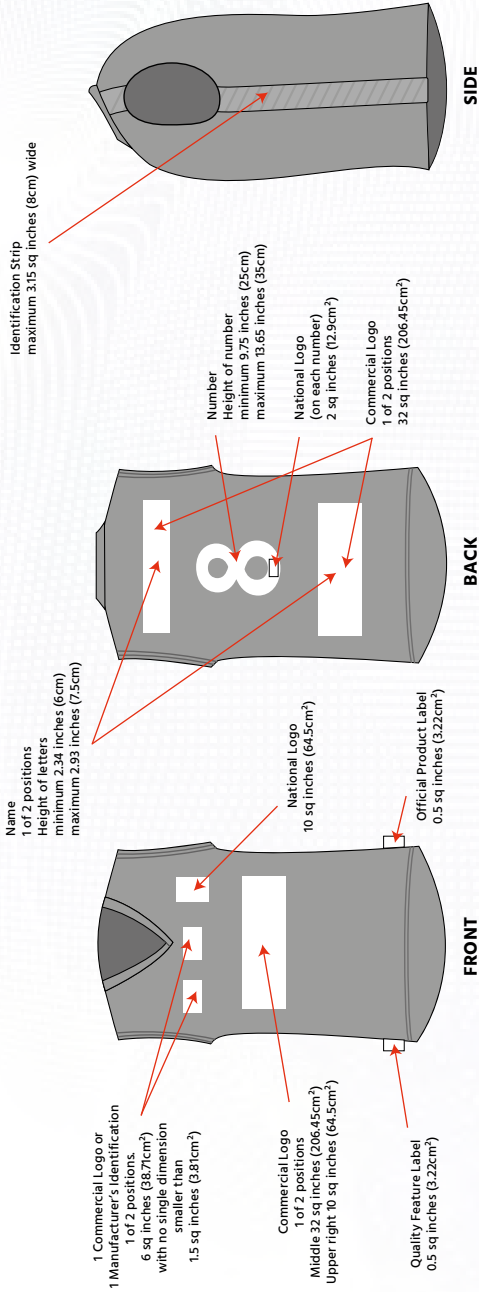 1 Commercial Logo or
1 Manufacturer's Identification
1 of 2 positions.
6 sq inches (38.71cm²)
with no single dimension
smaller than
1.5 sq inches (3.81cm²)
Commercial Logo
1 of 2 positions
Middle 32 sq inches (206.45cm²)
Upper right 10 sq inches (64.5cm²)
Quality Feature Label
0.5 sq inches (3.22cm²)
National Logo
10 sq inches (64.5cm²)
Official Product Label
0.5 sq inches (3.22cm²)
FRONT
Name
1 of 2 positions
Height of letters
minimum 2.34 inches (6cm)
maximum 2.93 inches (7.5cm)
8
Number
Height of number
minimum 9.75 inches (25cm)
maximum 13.65 inches (35cm)
National Logo
(on each number)
2 sq inches (12.9cm²)
Commercial Logo
1 of 2 positions
32 sq inches (206.45cm²)
BACK
Identification Strip
maximum 3.15 sq inches (8cm) wide
SIDE